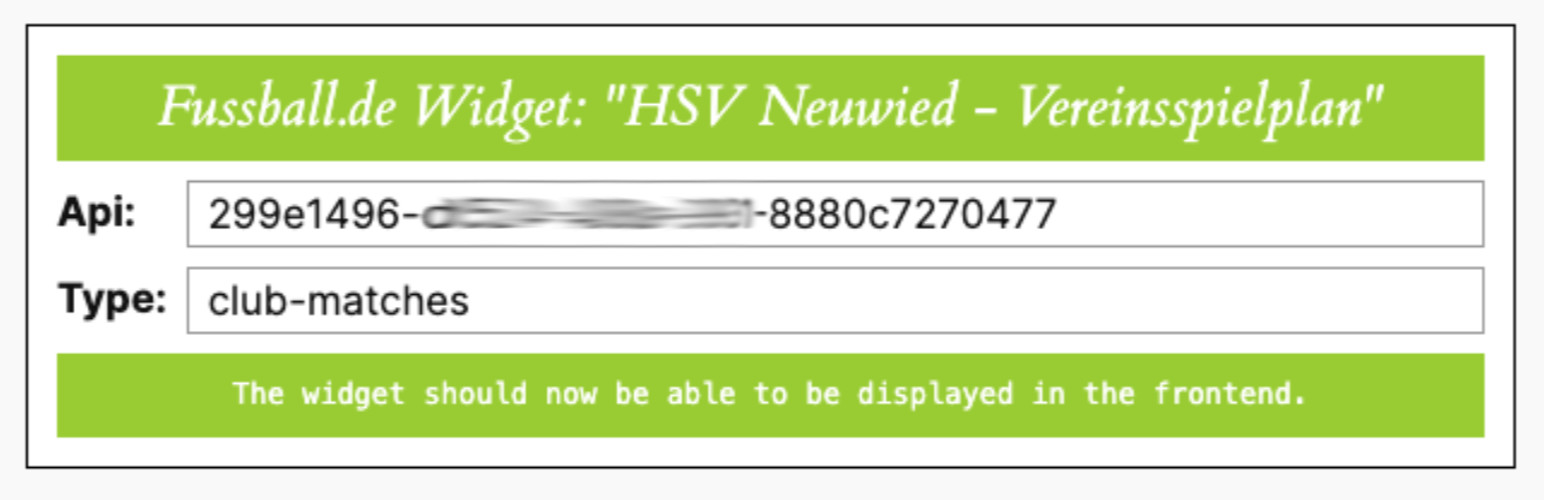 Fussball.de Widget: "HSV Neuwied - Vereinsspielplan"
Api: 299e1496- -8880c7270477
Type: club-matches
The widget should now be able to be displayed in the frontend.